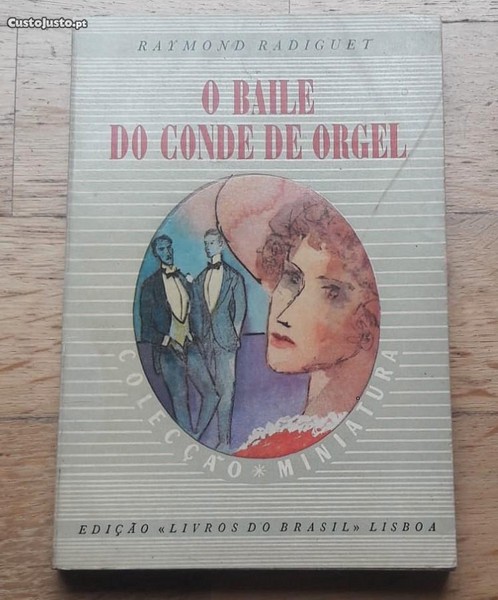 CustoJusto.pt
RAYMOND RADIGUET
O BAILE
DO CONDE DE ORGEL
COLECÇÃO * MINIATURA
EDIÇÃO «LIVROS DO BRASIL» LISBOA